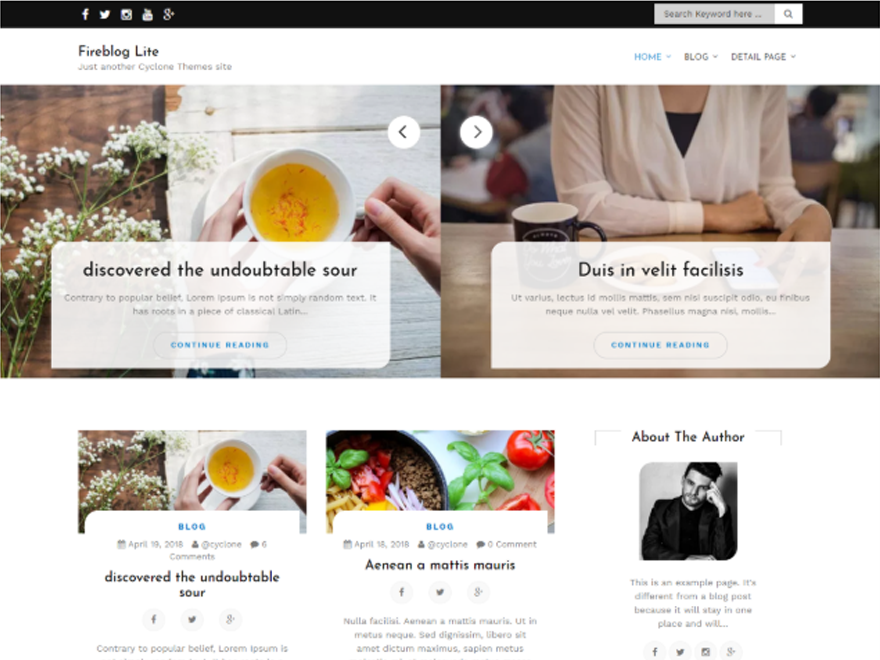 Search Keyword here ...
Fireblog Lite
Just another Cyclone Themes site
HOME BLOG DETAIL PAGE
discovered the undoubtable sour
Contrary to popular belief, Lorem Ipsum is not simply random text. It
has roots in a piece of classical Latin...
CONTINUE READING
Duis in velit facilisis
Ut varius, lectus id mollis mattis, sem nisi suscipit odio, eu finibus
neque nulla vel velit. Phasellus magna nisi, mollis...
CONTINUE READING
BLOG
April 19, 2018 @cyclone 6
Comments
discovered the undoubtable
sour
Contrary to popular belief, Lorem Ipsum is
BLOG
April 18, 2018 @cyclone 0 Comment
Aenean a mattis mauris
Nulla facilisi. Aenean a mattis mauris. Ut in
metus neque. Sed dignissim, libero sit
amet dictum maximus, sapien metus
About The Author
This is an example page. It's
different from a blog post
because it will stay in one
place and will...